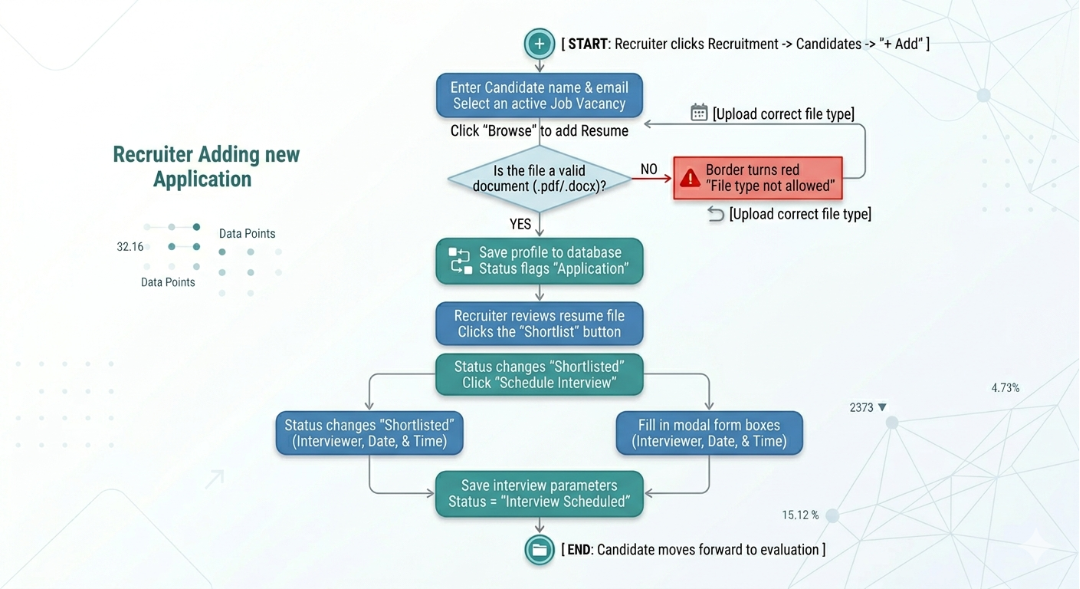 [ START: Recruiter clicks Recruitment -> Candidates -> "+ Add" ]
Enter Candidate name & email
Select an active Job Vacancy
[Upload correct file type]
Click "Browse" to add Resume
Recruiter Adding new
Application
Is the file a valid
document (.pdf/.docx)?
NO
Border turns red
"File type not allowed"
[Upload correct file type]
YES
32.16
Data Points
Data Points
Save profile to database
Status flags "Application"
Recruiter reviews resume file
Clicks the "Shortlist" button
Status changes "Shortlisted"
Click "Schedule Interview"
Status changes "Shortlisted"
(Interviewer, Date, & Time)
Fill in modal form boxes
(Interviewer, Date, & Time)
4.73%
2373
Save interview parameters
Status = "Interview Scheduled"
15.12 %
[ END: Candidate moves forward to evaluation ]